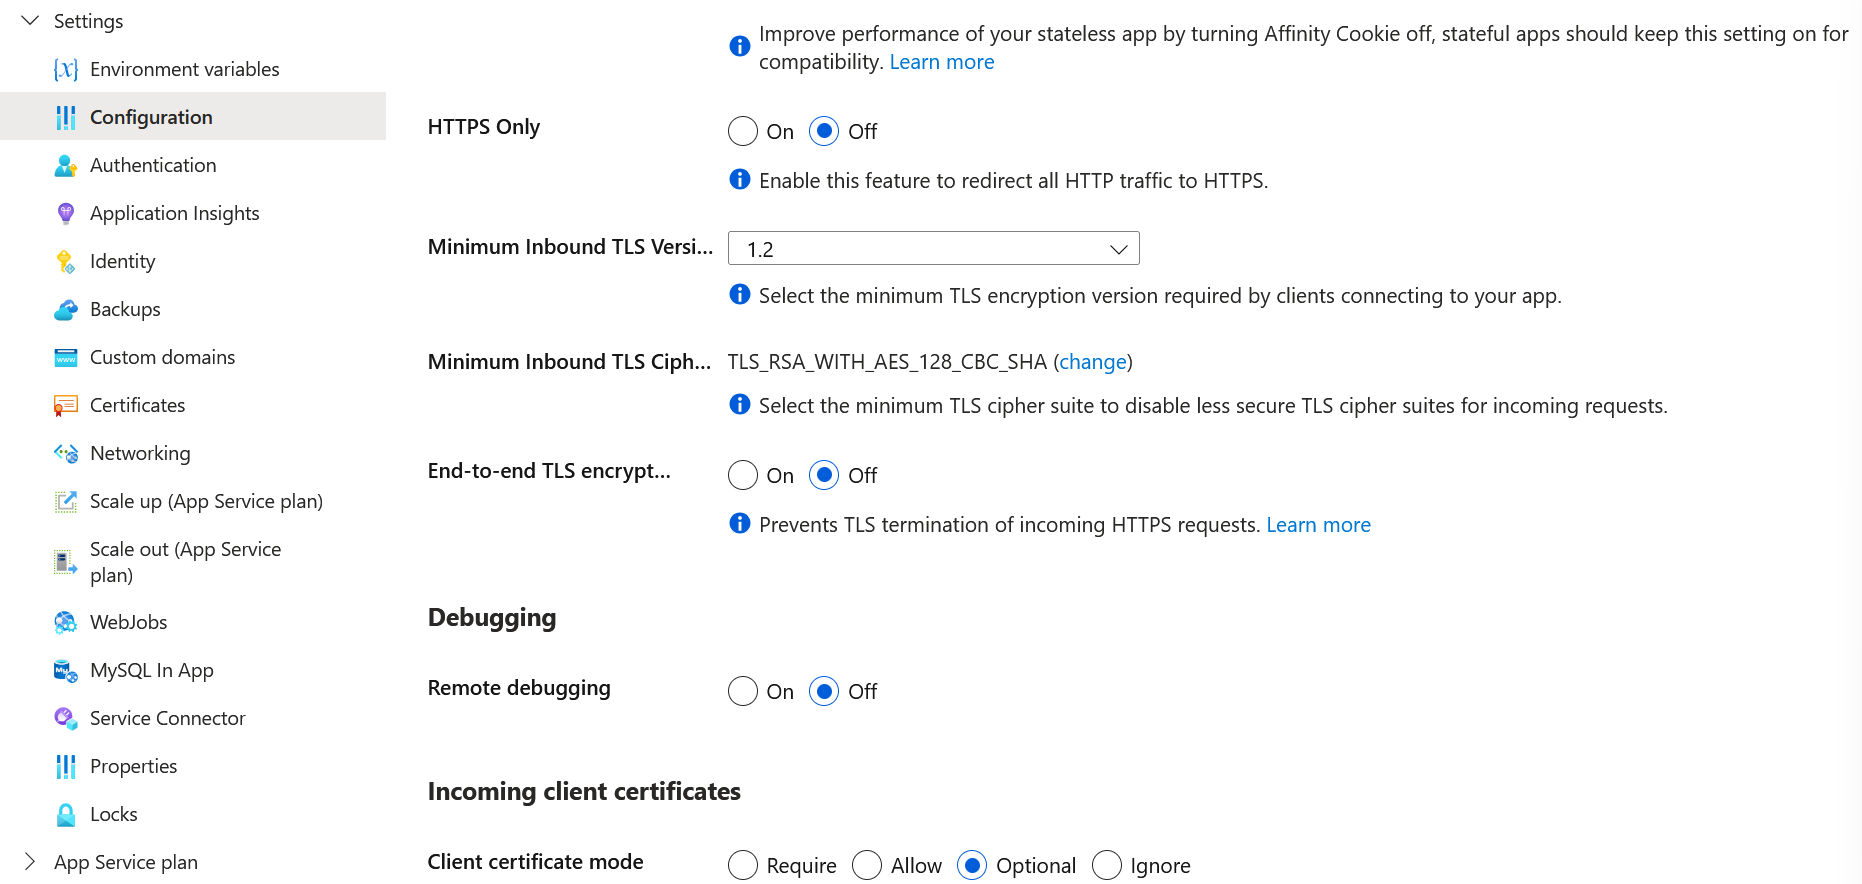 Settings
Environment variables
Configuration
Authentication
Application Insights
Identity
Backups
Custom domains
Certificates
Networking
Scale up (App Service plan)
Scale out (App Service
plan)
WebJobs
MySQL In App
Service Connector
Properties
Locks
App Service plan
Improve performance of your stateless app by turning Affinity Cookie off, stateful apps should keep this setting on for
compatibility. Learn more
HTTPS Only
On Off
Enable this feature to redirect all HTTP traffic to HTTPS.
Minimum Inbound TLS Versi... 1.2
Select the minimum TLS encryption version required by clients connecting to your app.
Minimum Inbound TLS Ciph... TLS_RSA_WITH_AES_128_CBC_SHA (change)
Select the minimum TLS cipher suite to disable less secure TLS cipher suites for incoming requests.
End-to-end TLS encrypt... On Off
Prevents TLS termination of incoming HTTPS requests. Learn more
Debugging
Remote debugging On Off
Incoming client certificates
Client certificate mode Require Allow Optional Ignore